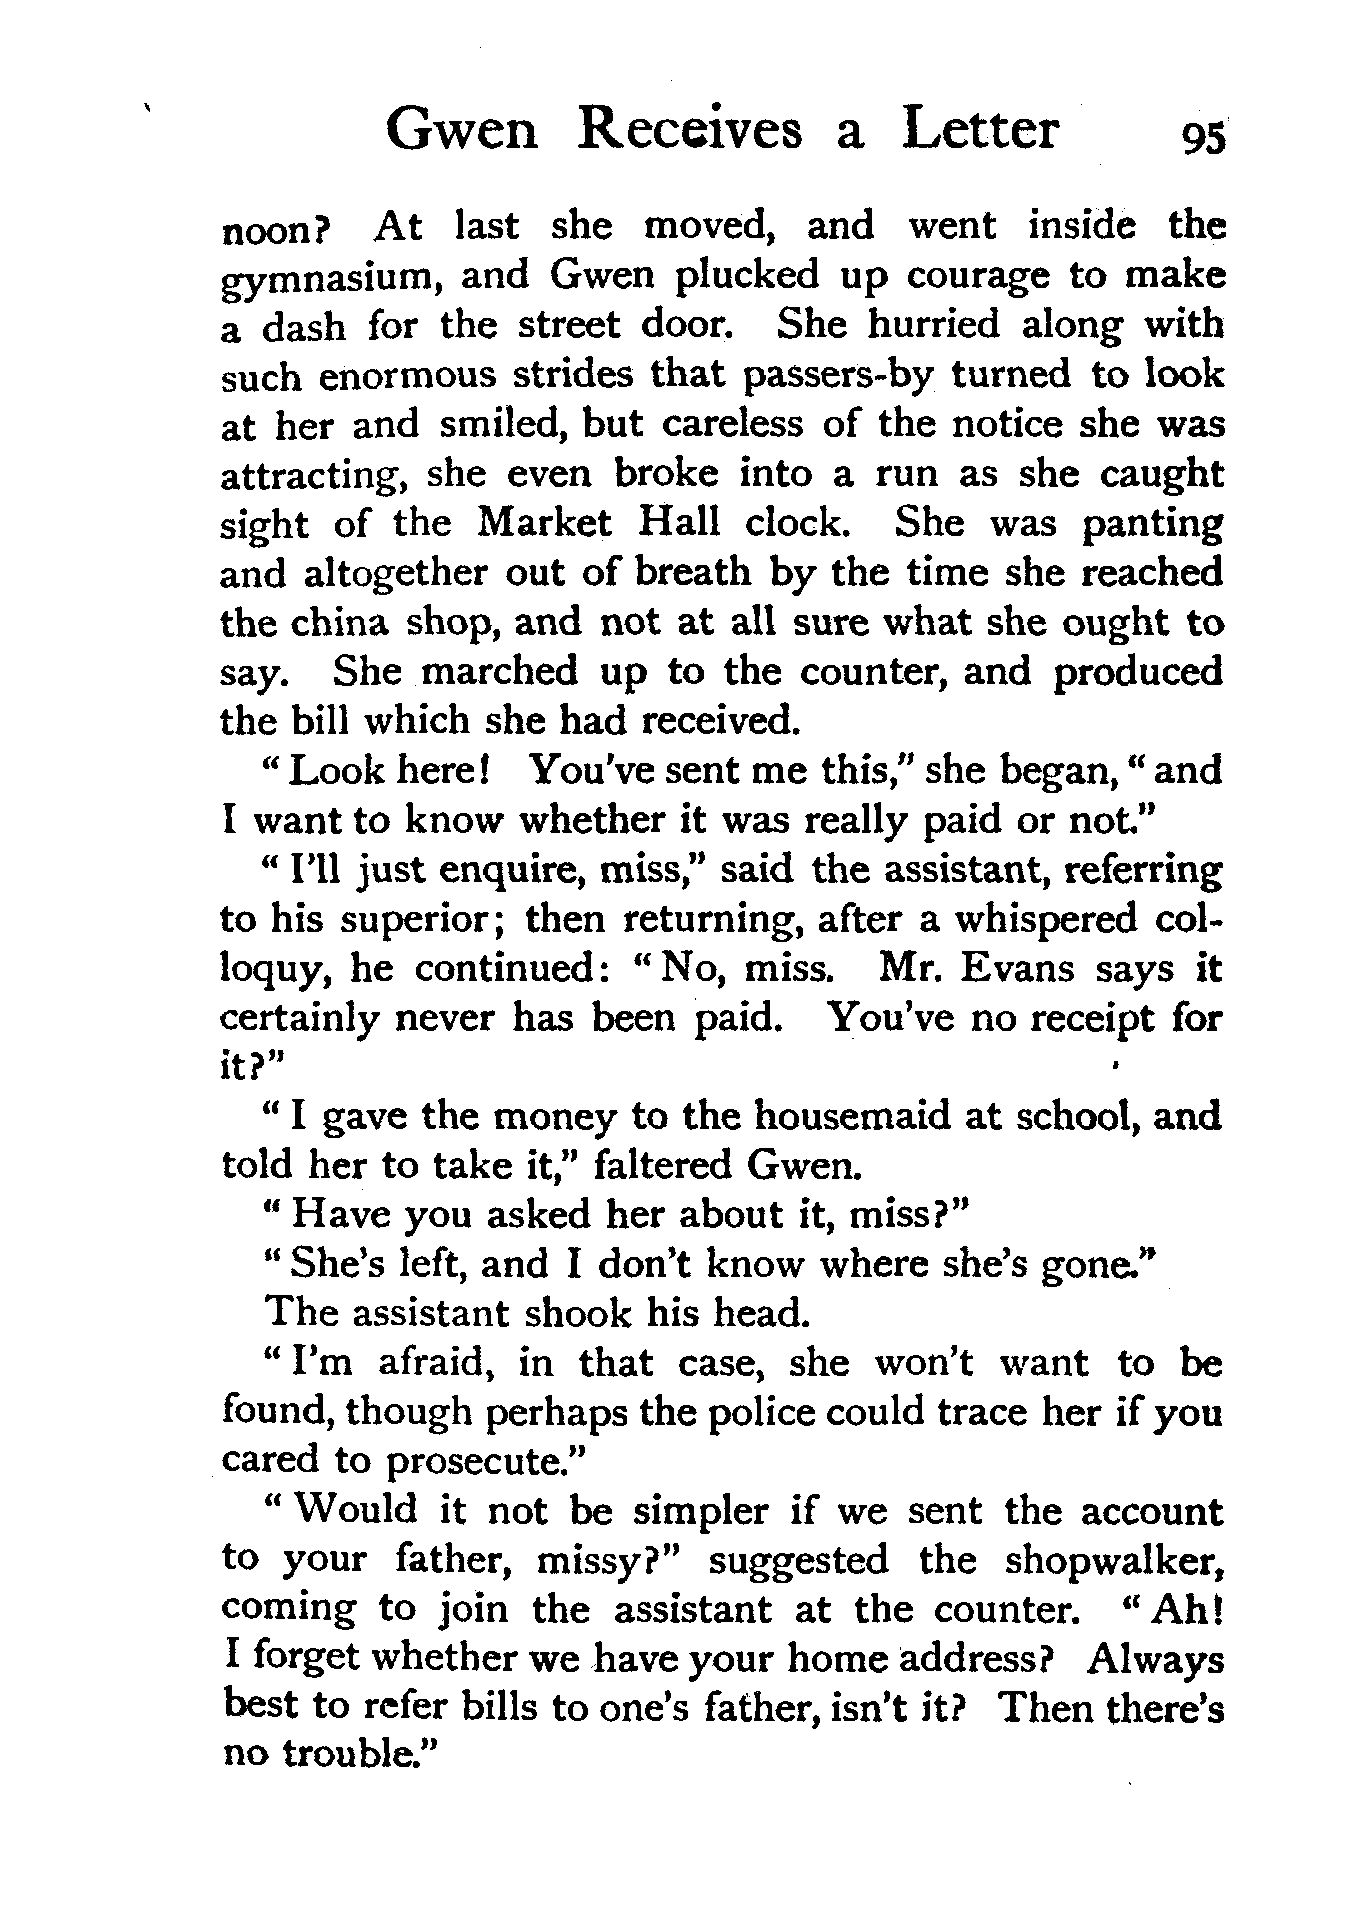 Gwen Receives a Letter 95
noon? At last she moved, and went inside the
gymnasium, and Gwen plucked up courage to make
a dash for the street door. She hurried along with
such enormous strides that passers-by turned to look
at her and smiled, but careless of the notice she was
attracting, she even broke into a run as she caught
sight of the Market Hall clock. She was panting
and altogether out of breath by the time she reached
the china shop, and not at all sure what she ought to
say. She marched up to the counter, and produced
the bill which she had received.
“Look here! You've sent me this,” she began, “and
I want to know whether it was really paid or not.”
“I'll just enquire, miss,” said the assistant, referring
to his superior; then returning, after a whispered col-
loquy, he continued: “No, miss. Mr. Evans says it
certainly never has been paid. You've no receipt for
it?”
“I gave the money to the housemaid at school, and
told her to take it,” faltered Gwen.
“Have you asked her about it, miss?”
“She's left, and I don't know where she's gone.”
The assistant shook his head.
“I'm afraid, in that case, she won't want to be
found, though perhaps the police could trace her if you
cared to prosecute.”
“Would it not be simpler if we sent the account
to your father, missy?” suggested the shopwalker,
coming to join the assistant at the counter. “Ah!
I forget whether we have your home address? Always
best to refer bills to one's father, isn't it? Then there's
no trouble.”